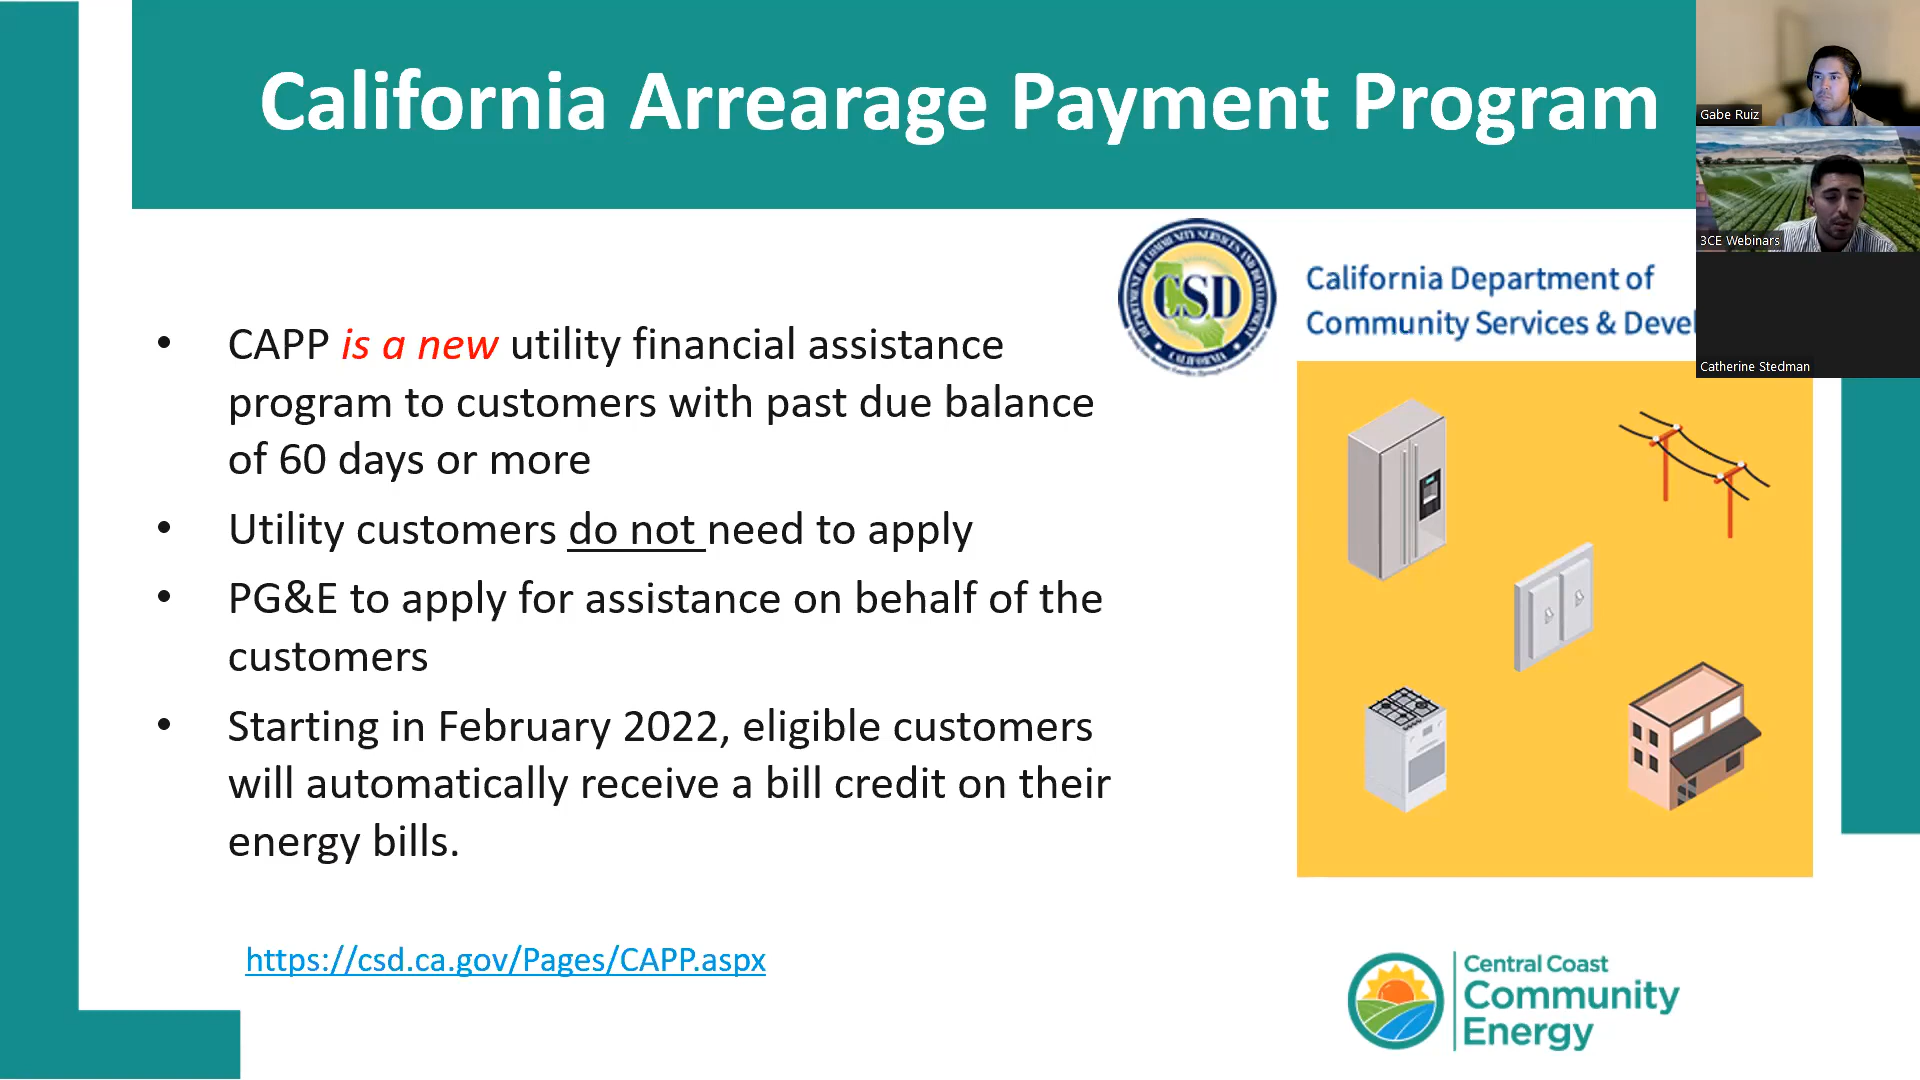 California Arrearage Payment Program
Gabe Ruiz
3CE Webinars
Catherine Stedman
CSD
CALIFORNIA
California Department of
Community Services & Deve
• CAPP is a new utility financial assistance
program to customers with past due balance
of 60 days or more
• Utility customers do not need to apply
• PG&E to apply for assistance on behalf of the
customers
• Starting in February 2022, eligible customers
will automatically receive a bill credit on their
energy bills.
https://csd.ca.gov/Pages/CAPP.aspx
Central Coast
Community
Energy